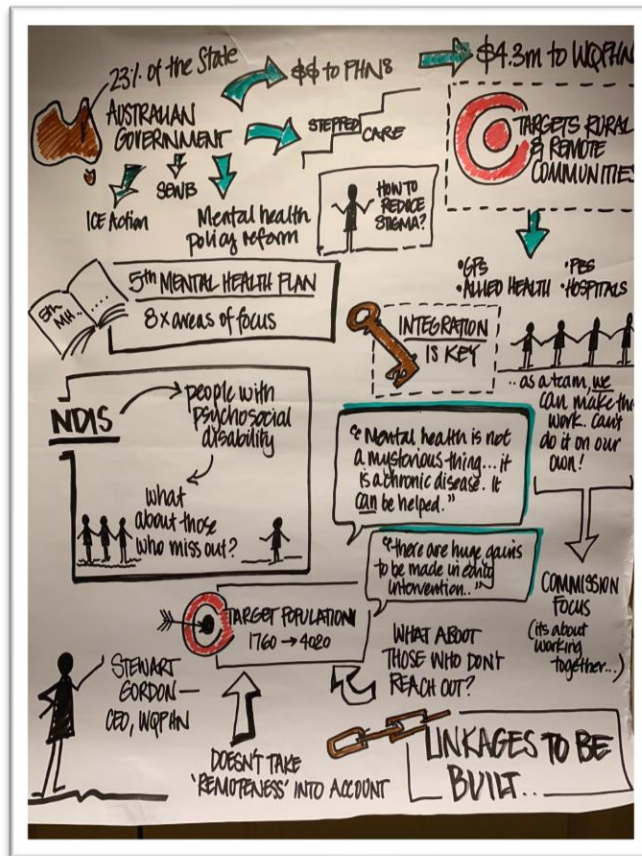 23% of the State
AUSTRALIAN
GOVERNMENT
$$ to PHNs
$4.3m to WQPHN
STEPPED
CARE
TARGETS RURAL
& REMOTE
COMMUNITIES
ICE Action
SEWB
Mental health
policy reform
HOW TO
REDUCE
STIGMA?
•GPs
•ALLIED HEALTH
•PBS
•HOSPITALS
5th MH..
5th MENTAL HEALTH PLAN
8x areas of focus
INTEGRATION
IS KEY
.. as a team, we
can make the
work. Can't
do it on our
own!
NDIS
people with
psychosocial
disability
what
about those
who miss out?
"Mental health is not
a mysterious thing... it
is a chronic disease. It
can be helped."
"there are huge gains
to be made in early
intervention.."
COMMISSION
FOCUS
(its about
working
together...)
TARGET POPULATION
1760 → 4020
WHAT ABOUT
THOSE WHO DON'T
REACH OUT?
STEWART
GORDON —
CEO, WQPHN
DOESN'T TAKE
'REMOTENESS' INTO ACCOUNT
LINKAGES TO BE
BUILT..